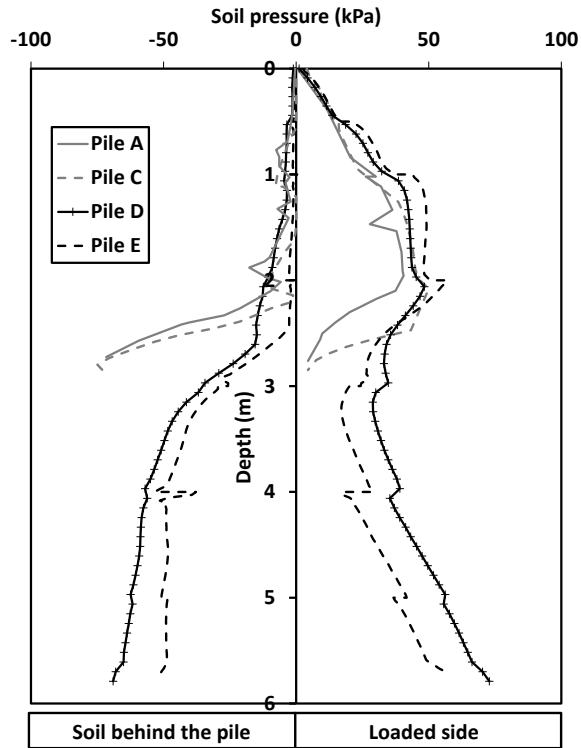 Soil pressure (kPa)
-100 -50 0 50 100
0
Pile A
Pile C
Pile D
Pile E
1
2
3
Depth (m)
4
5
6
Soil behind the pile Loaded side